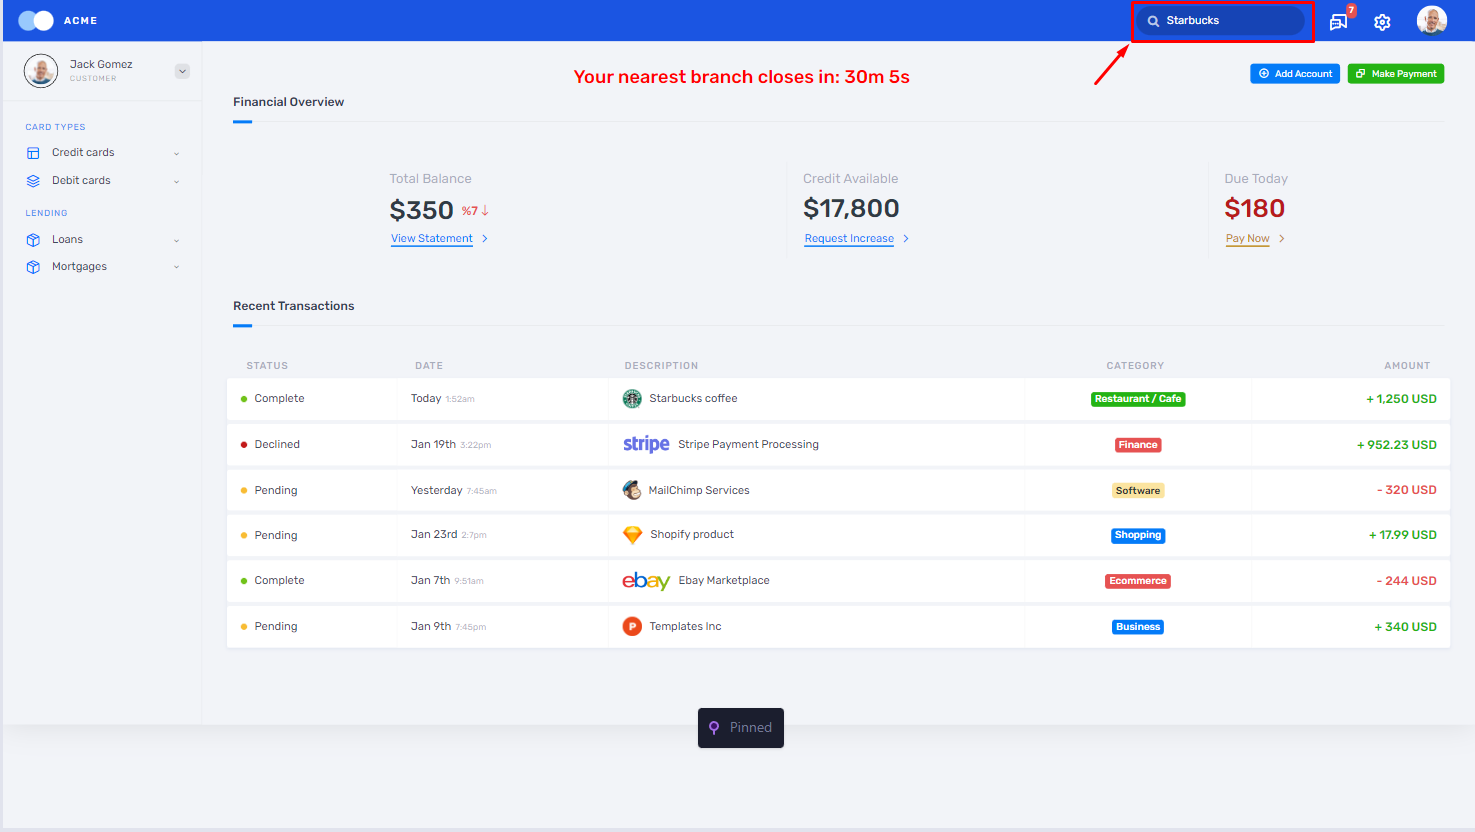 ACME
Starbucks
7
Jack Gomez
CUSTOMER
Your nearest branch closes in: 30m 5s
Add Account
Make Payment
Financial Overview
CARD TYPES
Credit cards
Debit cards
LENDING
Loans
Mortgages
Total Balance
$350 %7
View Statement
Credit Available
$17,800
Request Increase
Due Today
$180
Pay Now
Recent Transactions
STATUS DATE DESCRIPTION CATEGORY AMOUNT
Complete Today 1:52am Starbucks coffee Restaurant / Cafe + 1,250 USD
Declined Jan 19th 3:22pm stripe Stripe Payment Processing Finance + 952.23 USD
Pending Yesterday 7:45am MailChimp Services Software - 320 USD
Pending Jan 23rd 2:7pm Shopify product Shopping + 17.99 USD
Complete Jan 7th 9:51am ebay Ebay Marketplace Ecommerce - 244 USD
Pending Jan 9th 7:45pm P Templates Inc Business + 340 USD
Pinned